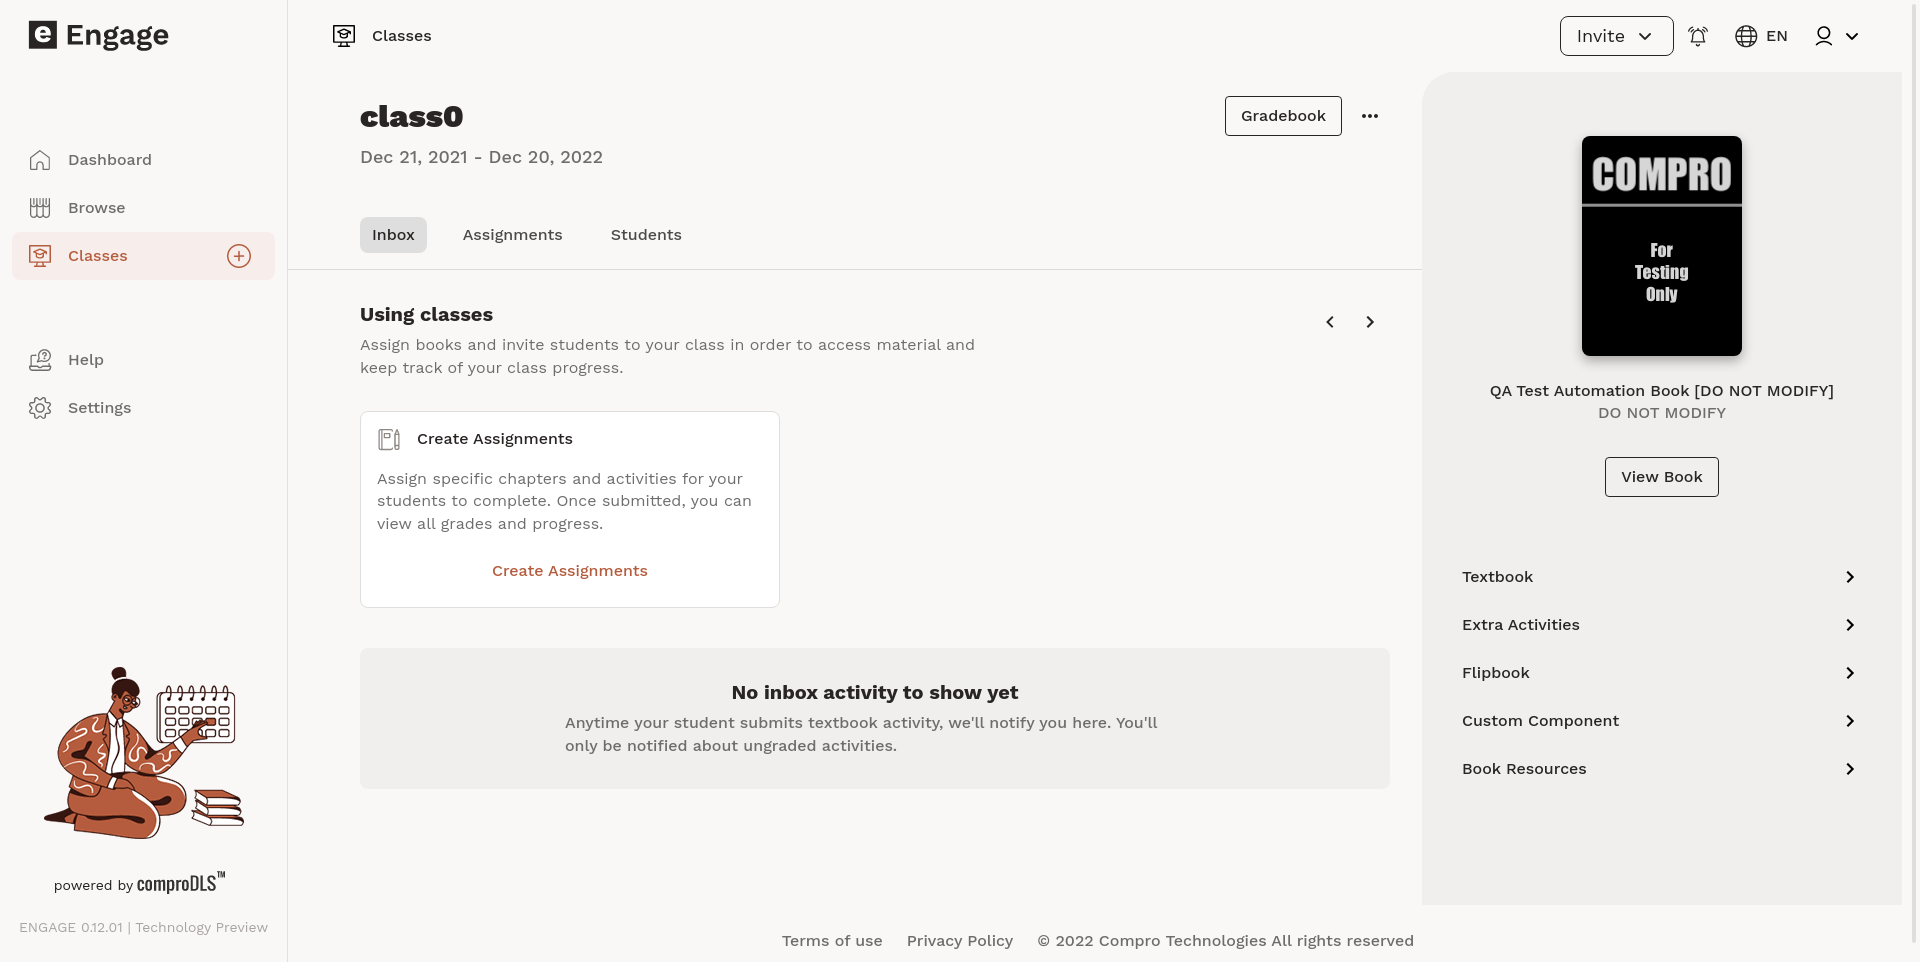 Engage
Classes
Invite
EN
Dashboard
Browse
Classes
Help
Settings
powered by comproDLS™
ENGAGE 0.12.01 | Technology Preview
class0
Dec 21, 2021 - Dec 20, 2022
Gradebook
Inbox
Assignments
Students
Using classes
Assign books and invite students to your class in order to access material and
keep track of your class progress.
Create Assignments
Assign specific chapters and activities for your
students to complete. Once submitted, you can
view all grades and progress.
Create Assignments
No inbox activity to show yet
Anytime your student submits textbook activity, we'll notify you here. You'll
only be notified about ungraded activities.
COMPRO
For
Testing
Only
QA Test Automation Book [DO NOT MODIFY]
DO NOT MODIFY
View Book
Textbook
Extra Activities
Flipbook
Custom Component
Book Resources
Terms of use
Privacy Policy
© 2022 Compro Technologies All rights reserved